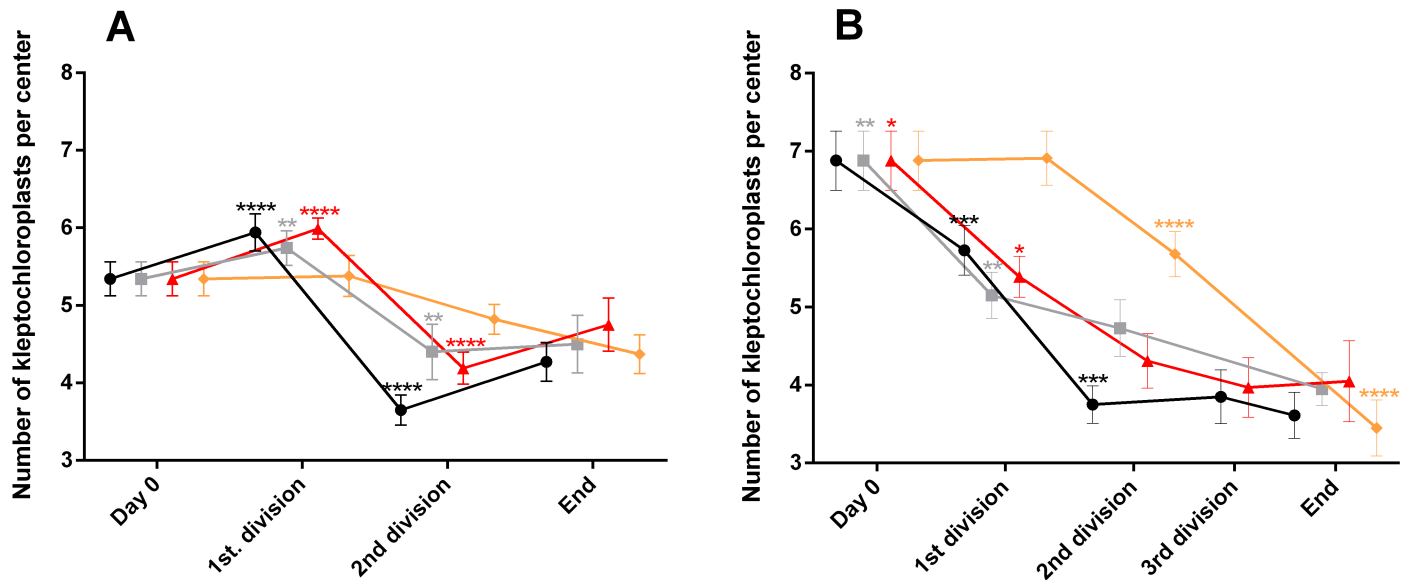 A
Number of kleptochloroplasts per center
8
7
6
5
4
3
****
**
****
**
****
****
Day 0
1st. division
2nd division
End
B
Number of kleptochloroplasts per center
8
7
6
5
4
3
**
*
***
**
*
****
***
****
Day 0
1st division
2nd division
3rd division
End